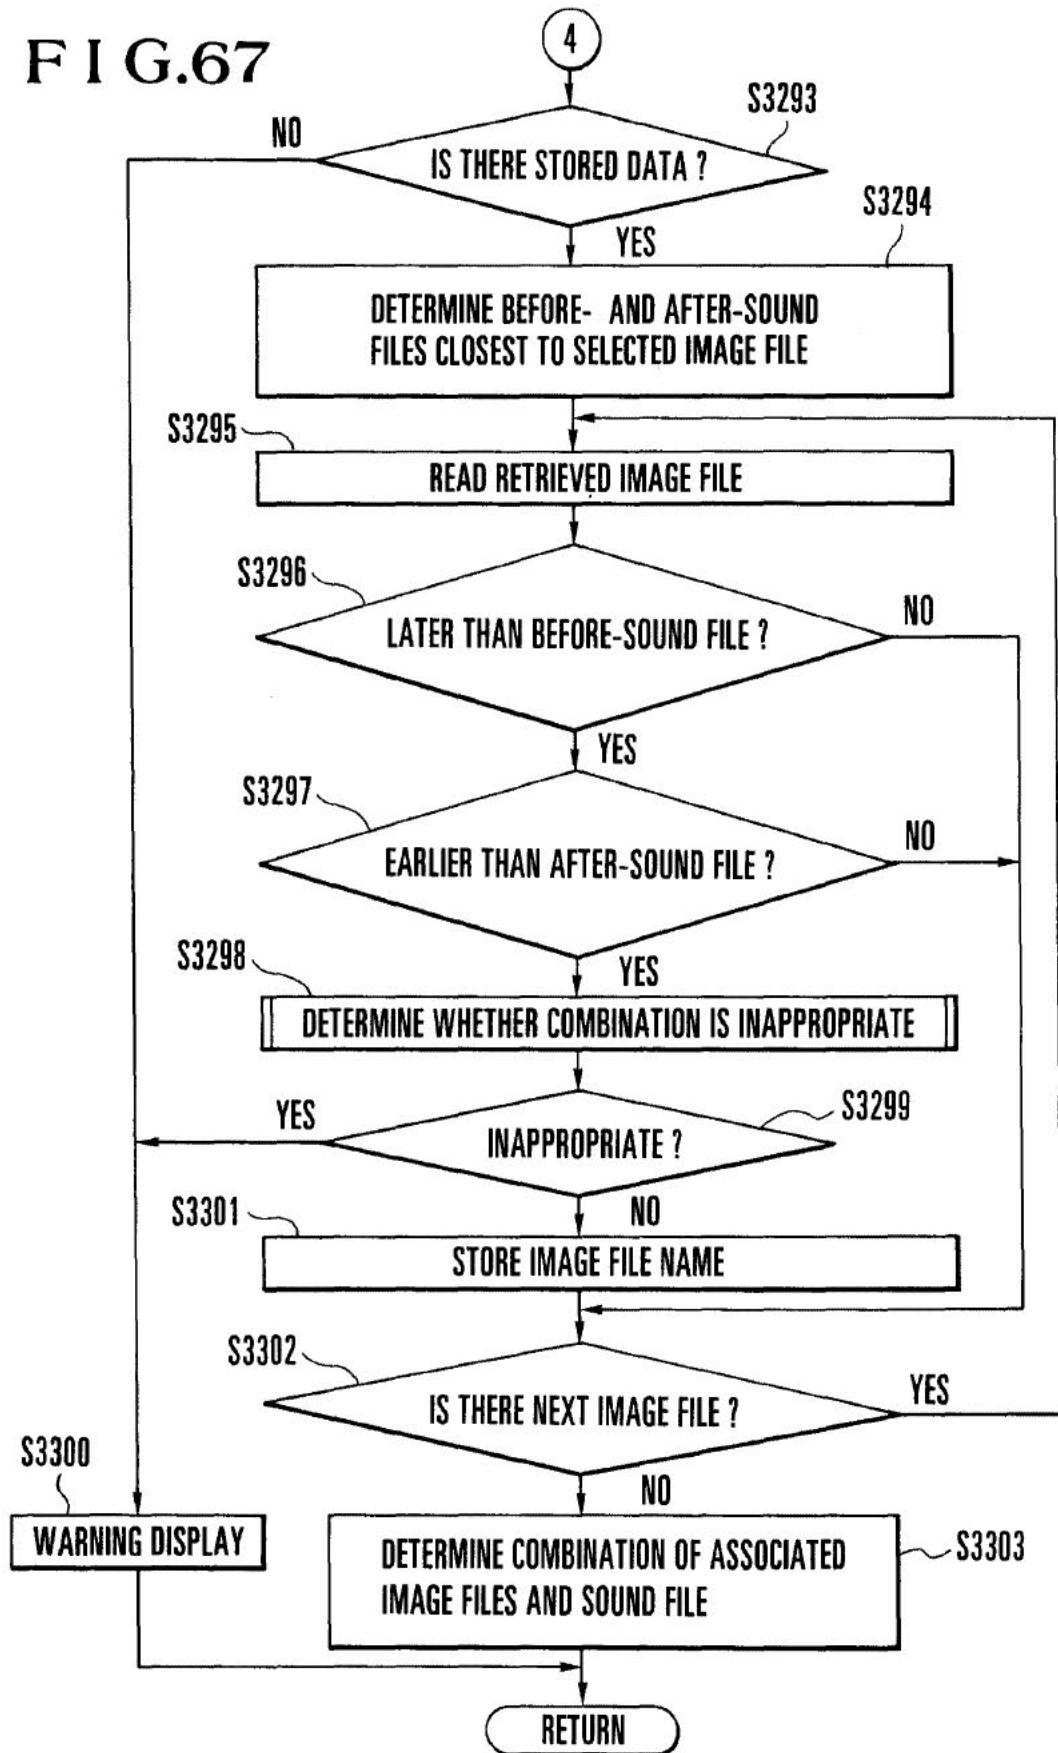 FIG.67
4
S3293
NO
IS THERE STORED DATA ?
S3294
YES
DETERMINE BEFORE- AND AFTER-SOUND
FILES CLOSEST TO SELECTED IMAGE FILE
S3295
READ RETRIEVED IMAGE FILE
S3296
NO
LATER THAN BEFORE-SOUND FILE ?
YES
S3297
NO
EARLIER THAN AFTER-SOUND FILE ?
S3298
YES
DETERMINE WHETHER COMBINATION IS INAPPROPRIATE
S3299
YES
INAPPROPRIATE ?
S3301
NO
STORE IMAGE FILE NAME
S3302
YES
IS THERE NEXT IMAGE FILE ?
S3300
NO
WARNING DISPLAY
DETERMINE COMBINATION OF ASSOCIATED
IMAGE FILES AND SOUND FILE
S3303
RETURN